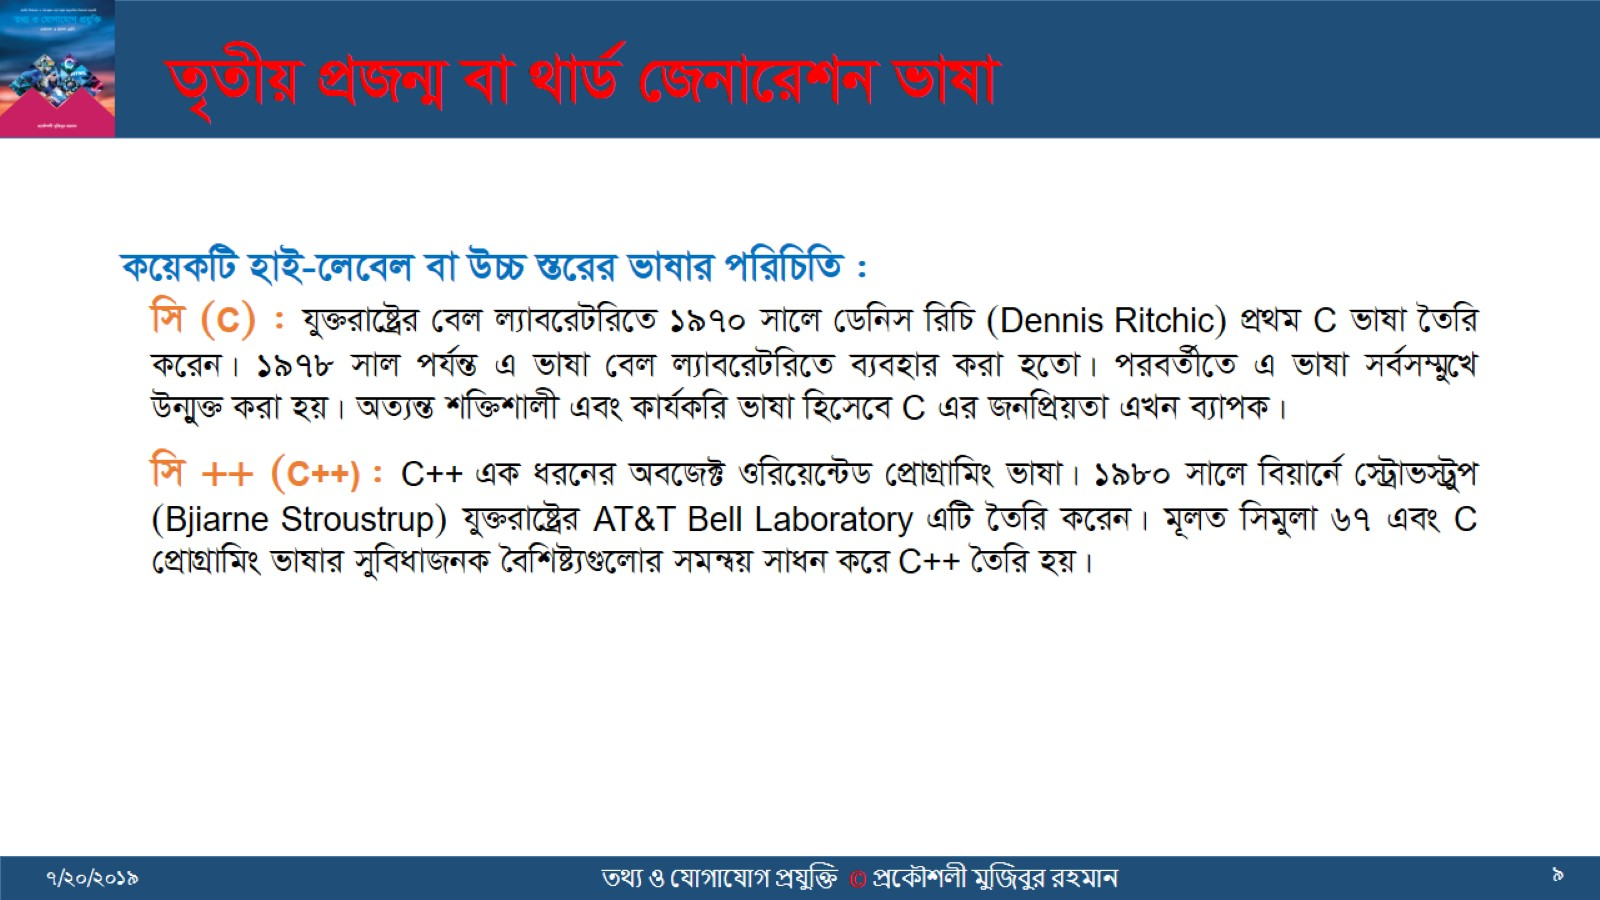 তথ্য ও যোগাযোগ প্রযুক্তি
তৃতীয় প্রজন্ম বা থার্ড জেনারেশন ভাষা
কয়েকটি হাই-লেবেল বা উচ্চ স্তরের ভাষার পরিচিতি :
সি (C) : যুক্তরাষ্ট্রের বেল ল্যাবরেটরিতে ১৯৭০ সালে ডেনিস রিচি (Dennis Ritchic) প্রথম C ভাষা তৈরি
করেন। ১৯৭৮ সাল পর্যন্ত এ ভাষা বেল ল্যাবরেটরিতে ব্যবহার করা হতো। পরবর্তীতে এ ভাষা সর্বসম্মুখে
উন্মুক্ত করা হয়। অত্যন্ত শক্তিশালী এবং কার্যকরি ভাষা হিসেবে C এর জনপ্রিয়তা এখন ব্যাপক।
সি ++ (C++) : C++ এক ধরনের অবজেক্ট ওরিয়েন্টেড প্রোগ্রামিং ভাষা। ১৯৮০ সালে বিয়ার্নে স্ট্রোভস্ট্রুপ
(Bjiarne Stroustrup) যুক্তরাষ্ট্রের AT&T Bell Laboratory এটি তৈরি করেন। মূলত সিমুলা ৬৭ এবং C
প্রোগ্রামিং ভাষার সুবিধাজনক বৈশিষ্ট্যগুলোর সমন্বয় সাধন করে C++ তৈরি হয়।
৭/২০/২০১৯
তথ্য ও যোগাযোগ প্রযুক্তি © প্রকৌশলী মুজিবুর রহমান
৯